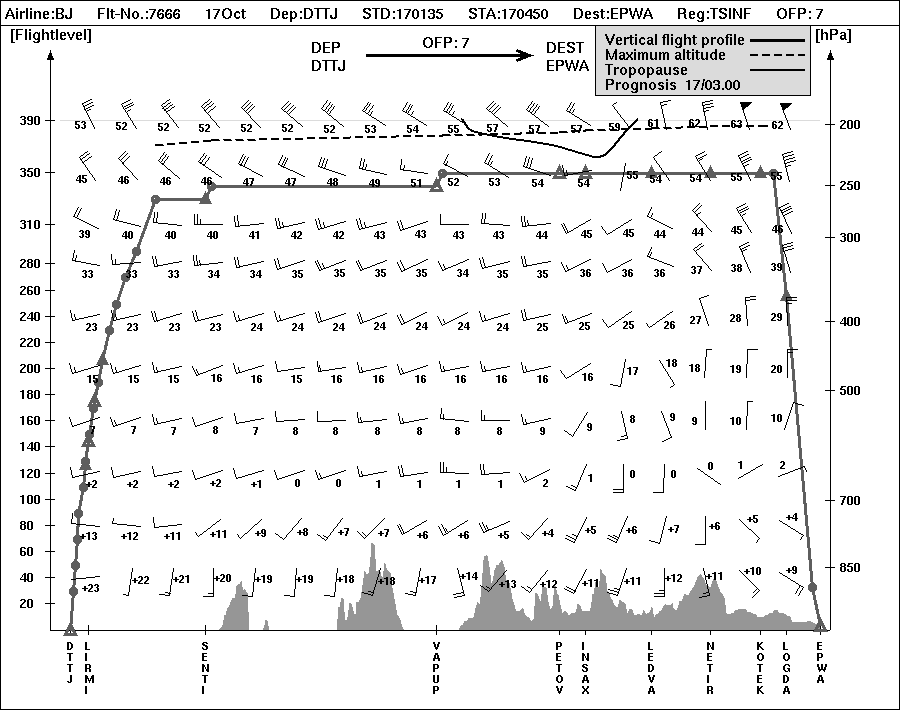 Airline:BJ Flt-No.:7666 17Oct Dep:DTTJ STD:170135 STA:170450 Dest:EPWA Reg:TSINF OFP: 7
[Flightlevel] [hPa]
DEP OFP: 7 DEST
DTTJ EPWA
Vertical flight profile
Maximum altitude
Tropopause
Prognosis 17/03.00
390 53 52 52 52 52 52 52 53 54 55 57 57 57 59 61 62 63 62 200
350 45 46 46 46 47 47 48 49 51 52 53 54 54 55 54 54 55 55 250
310 39 40 40 40 41 42 42 43 43 43 43 44 45 45 44 44 45 46 300
280 33 33 33 34 34 35 35 35 35 34 35 35 36 36 36 37 38 39
260
240 23 23 23 23 24 24 24 24 24 24 24 25 25 25 26 27 28 29 400
220
200 15 15 15 16 16 15 16 16 16 16 16 16 16 17 18 18 19 20
180 500
160 7 7 7 8 7 8 8 8 8 8 8 9 9 8 9 9 10 10
140
120 +2 +2 +2 +2 +1 0 0 1 1 1 1 2 1 0 0 0 1 2
100 700
80 +13 +12 +11 +11 +9 +8 +7 +7 +6 +6 +5 +4 +5 +6 +7 +6 +5 +4
60
40 +23 +22 +21 +20 +19 +19 +18 +18 +17 +14 +13 +12 +11 +11 +12 +11 +10 +9 850
20
DTTJ LIRMI SENTI VAPUP PETOV INSAX LEDVA NETIR KOTEK LOGDA EPWA